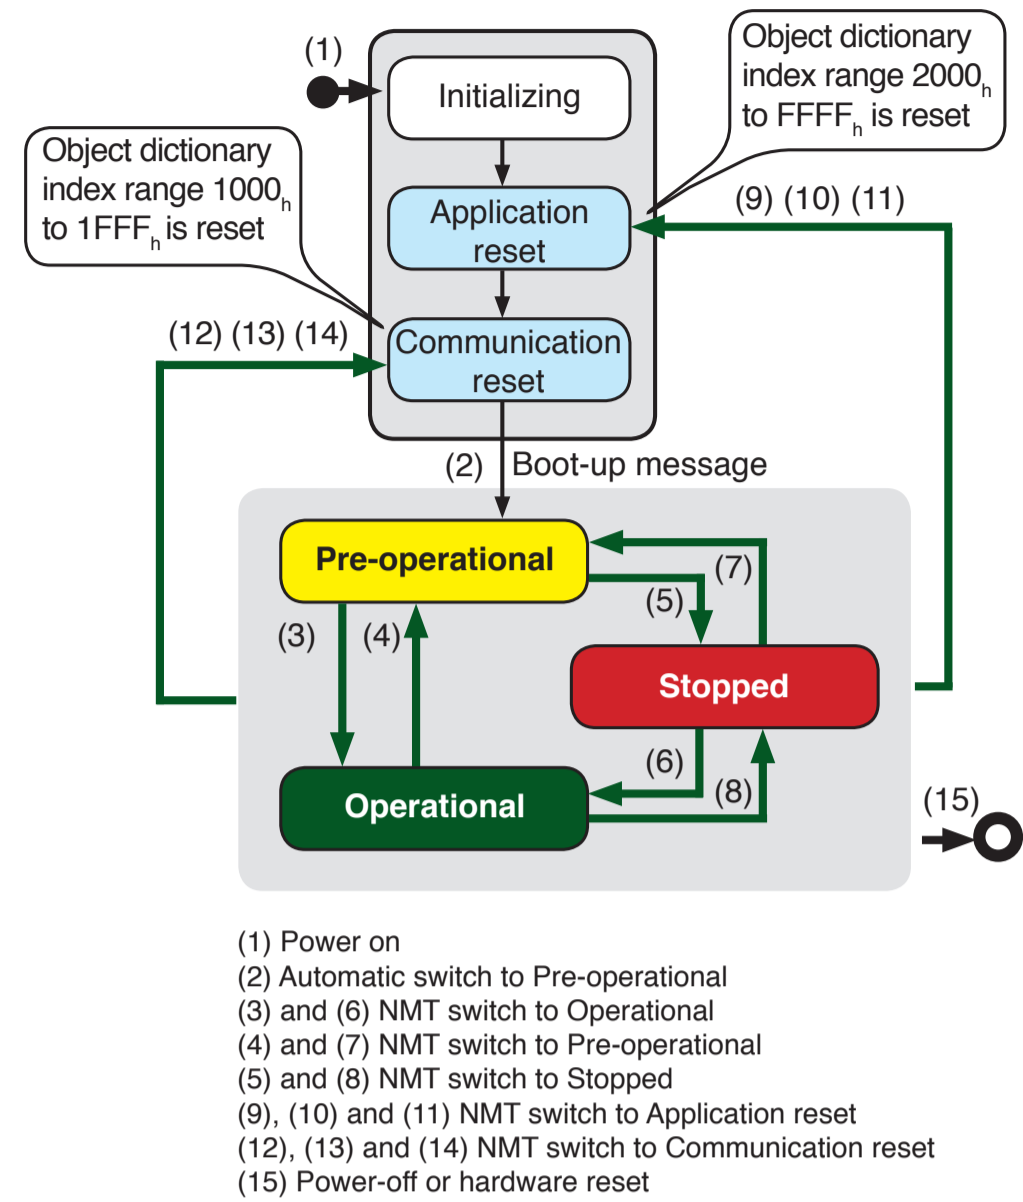 (1)
Initializing
Object dictionary
index range 2000h
to FFFFh is reset
Object dictionary
index range 1000h
to 1FFFh is reset
Application
reset
(9) (10) (11)
(12) (13) (14)
Communication
reset
(2) Boot-up message
Pre-operational
(7)
(5)
(3)
(4)
Stopped
(6)
(8)
Operational
(15)
(1) Power on
(2) Automatic switch to Pre-operational
(3) and (6) NMT switch to Operational
(4) and (7) NMT switch to Pre-operational
(5) and (8) NMT switch to Stopped
(9), (10) and (11) NMT switch to Application reset
(12), (13) and (14) NMT switch to Communication reset
(15) Power-off or hardware reset